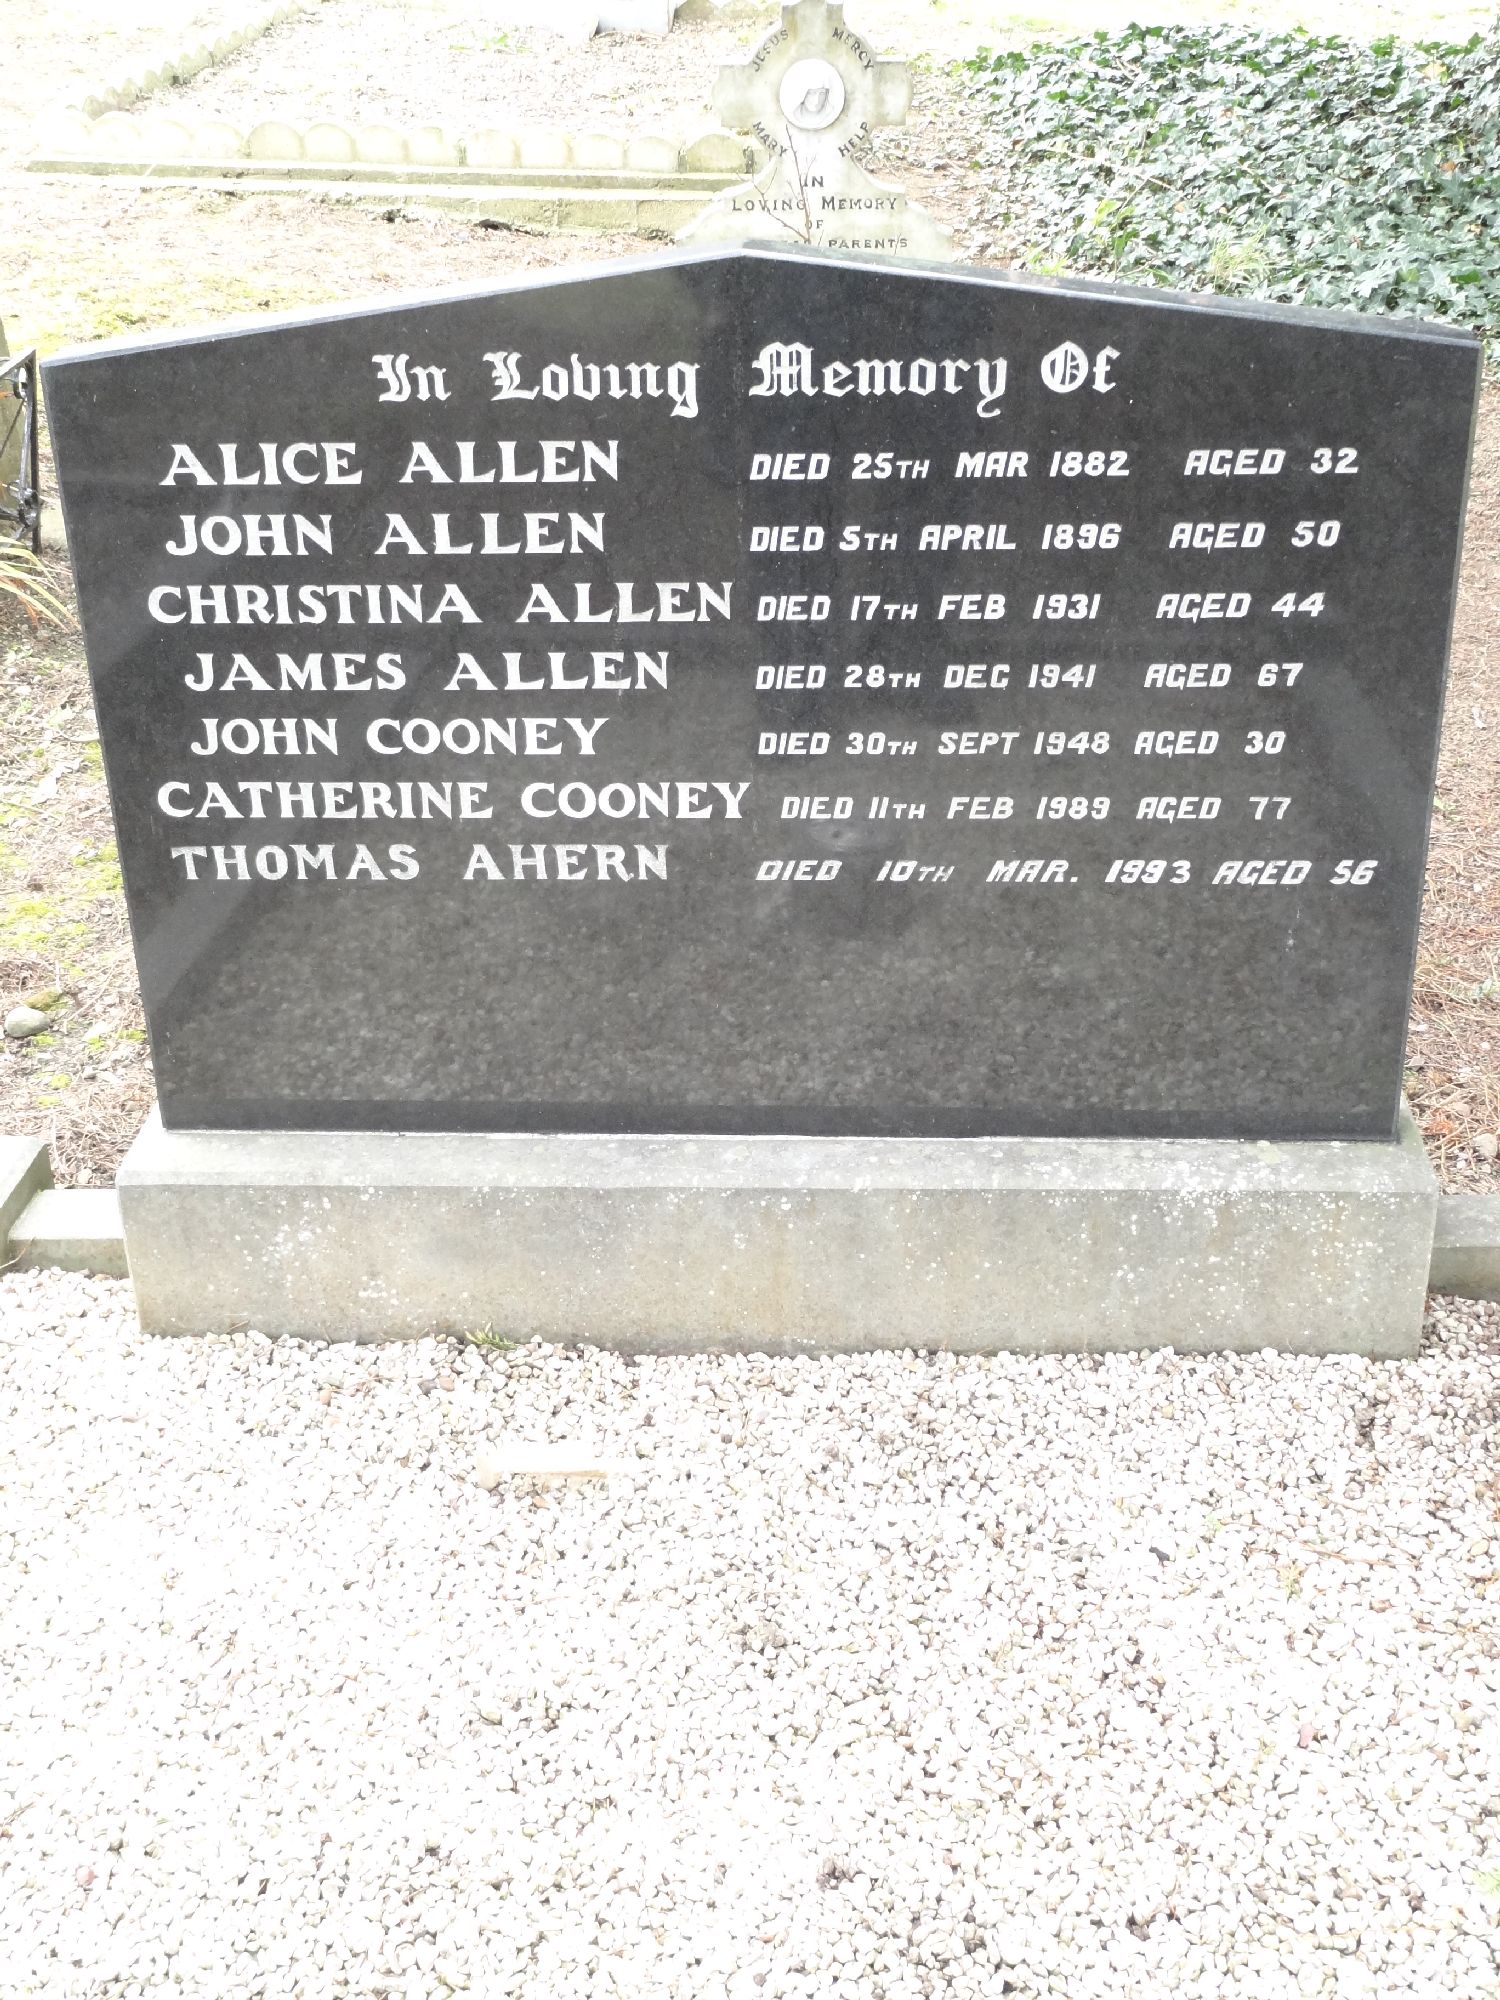 JESUS MERCY
MARY HELP
IN
LOVING MEMORY
OF
PARENTS
In Loving Memory Of
ALICE ALLEN DIED 25TH MAR 1882 AGED 32
JOHN ALLEN DIED 5TH APRIL 1896 AGED 50
CHRISTINA ALLEN DIED 17TH FEB 1931 AGED 44
JAMES ALLEN DIED 28TH DEC 1941 AGED 67
JOHN COONEY DIED 30TH SEPT 1948 AGED 30
CATHERINE COONEY DIED 11TH FEB 1989 AGED 77
THOMAS AHERN DIED 10TH MAR. 1993 AGED 56